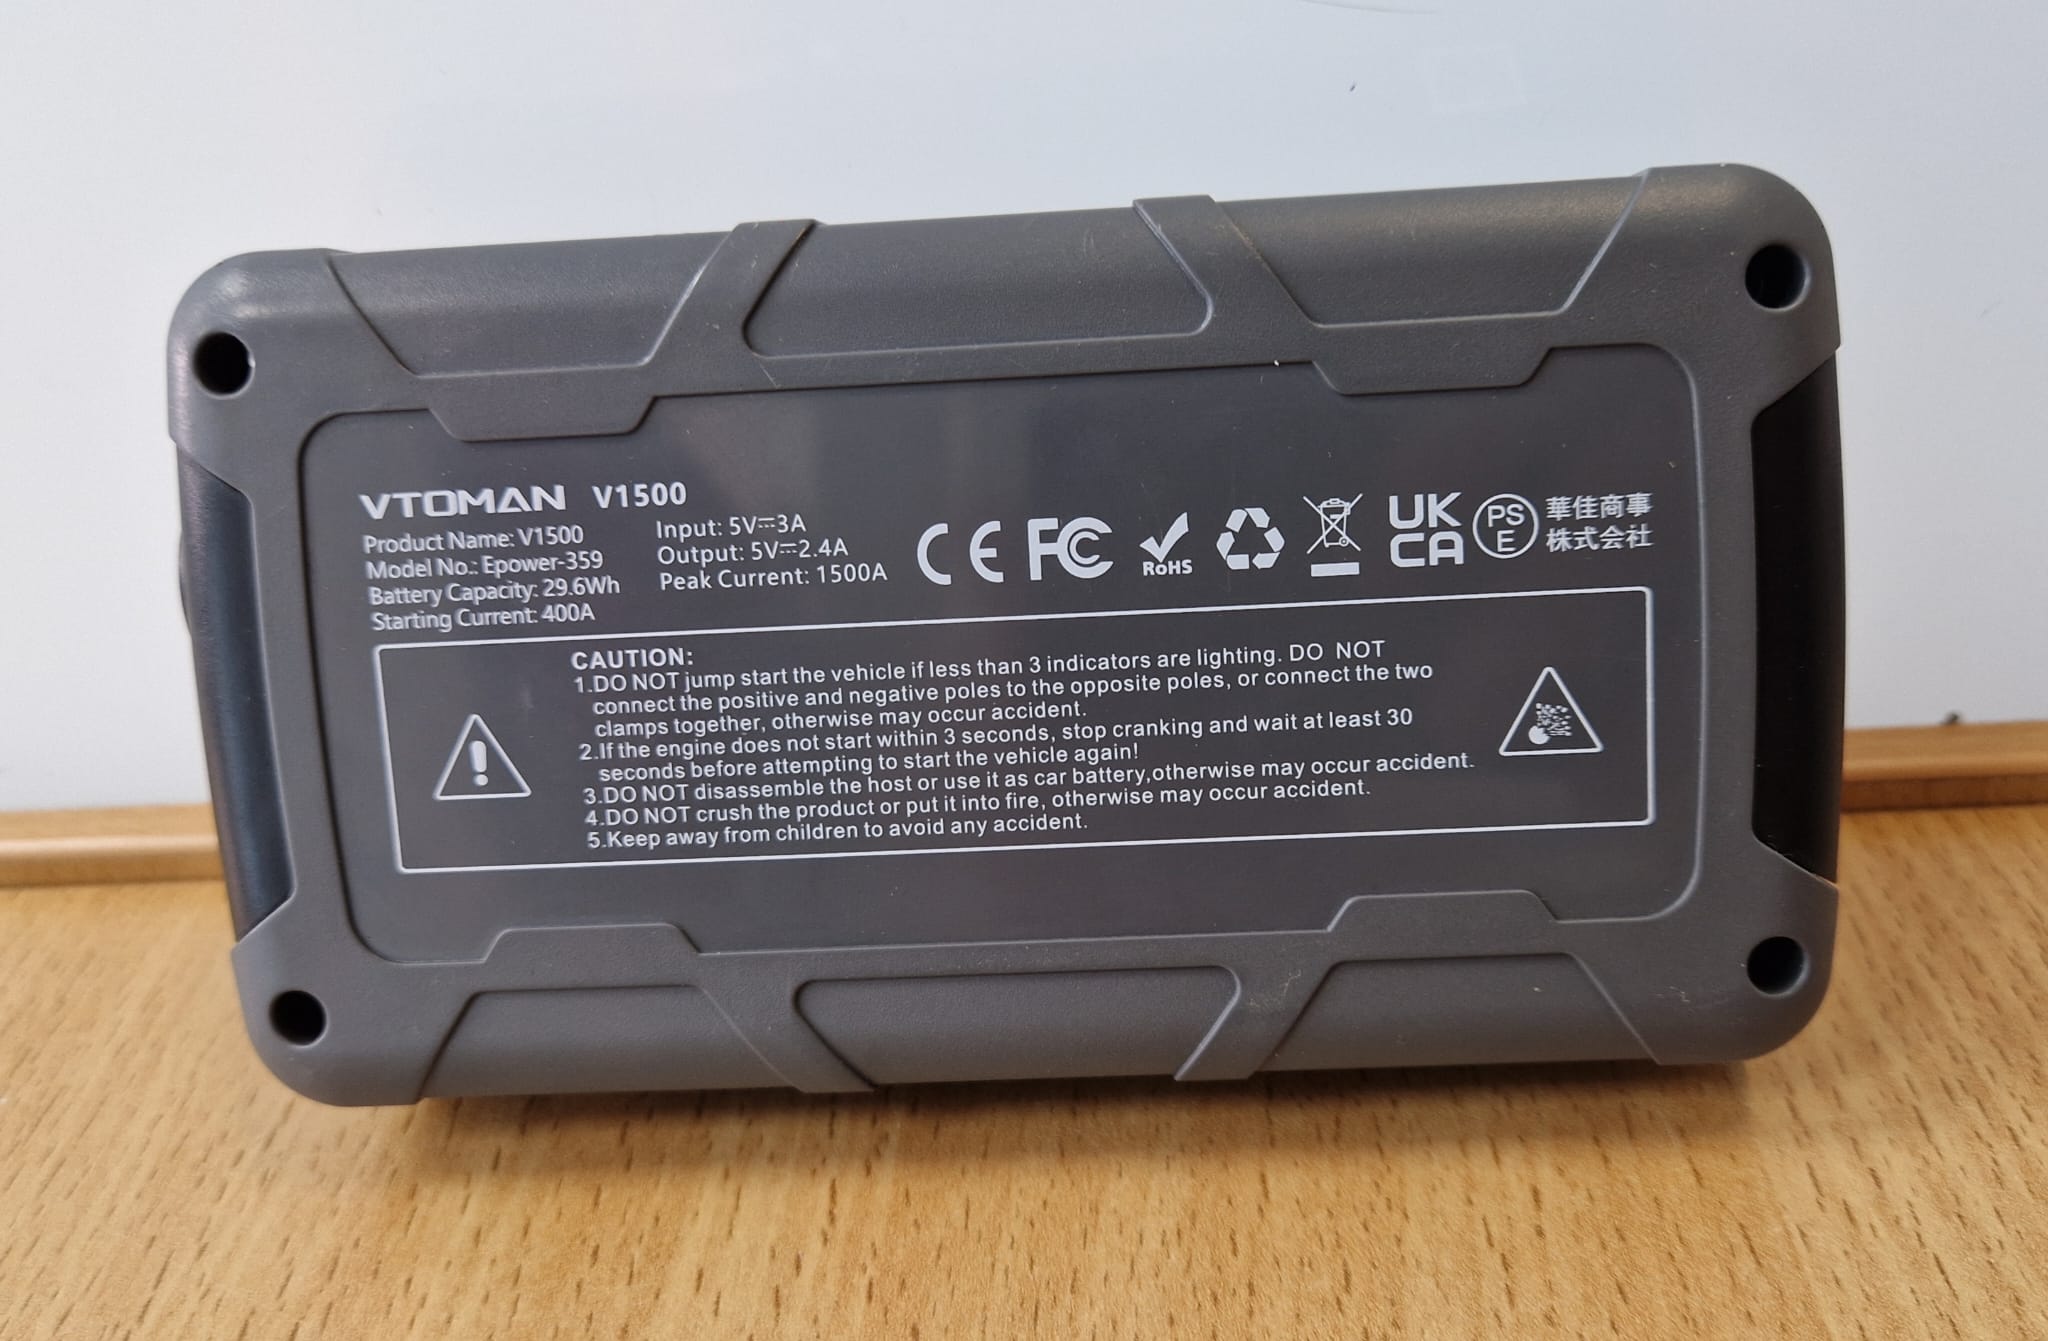 VTOMAN V1500
Product Name: V1500
Model No.: Epower-359
Battery Capacity: 29.6Wh
Starting Current: 400A
Input: 5V⎓3A
Output: 5V⎓2.4A
Peak Current: 1500A
CE FC RoHS UK CA PS E
華佳商事
株式会社
CAUTION:
1.DO NOT jump start the vehicle if less than 3 indicators are lighting. DO NOT
connect the positive and negative poles to the opposite poles, or connect the two
clamps together, otherwise may occur accident.
2.If the engine does not start within 3 seconds, stop cranking and wait at least 30
seconds before attempting to start the vehicle again!
3.DO NOT disassemble the host or use it as car battery,otherwise may occur accident.
4.DO NOT crush the product or put it into fire, otherwise may occur accident.
5.Keep away from children to avoid any accident.